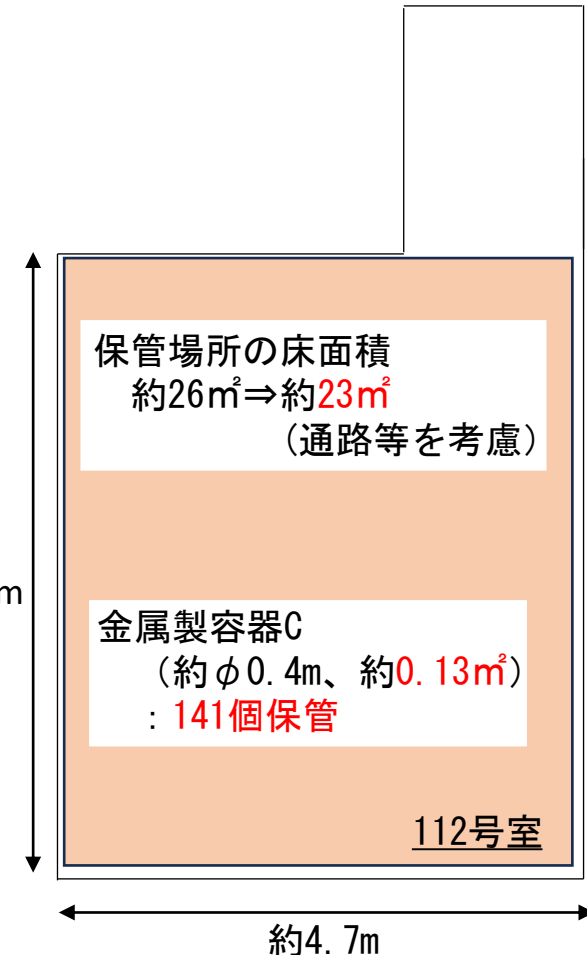 保管場所の床面積
約26㎡⇒約23㎡
（通路等を考慮）
m
金属製容器C
（約φ0.4m、約0.13㎡）
：141個保管
112号室
約4.7m